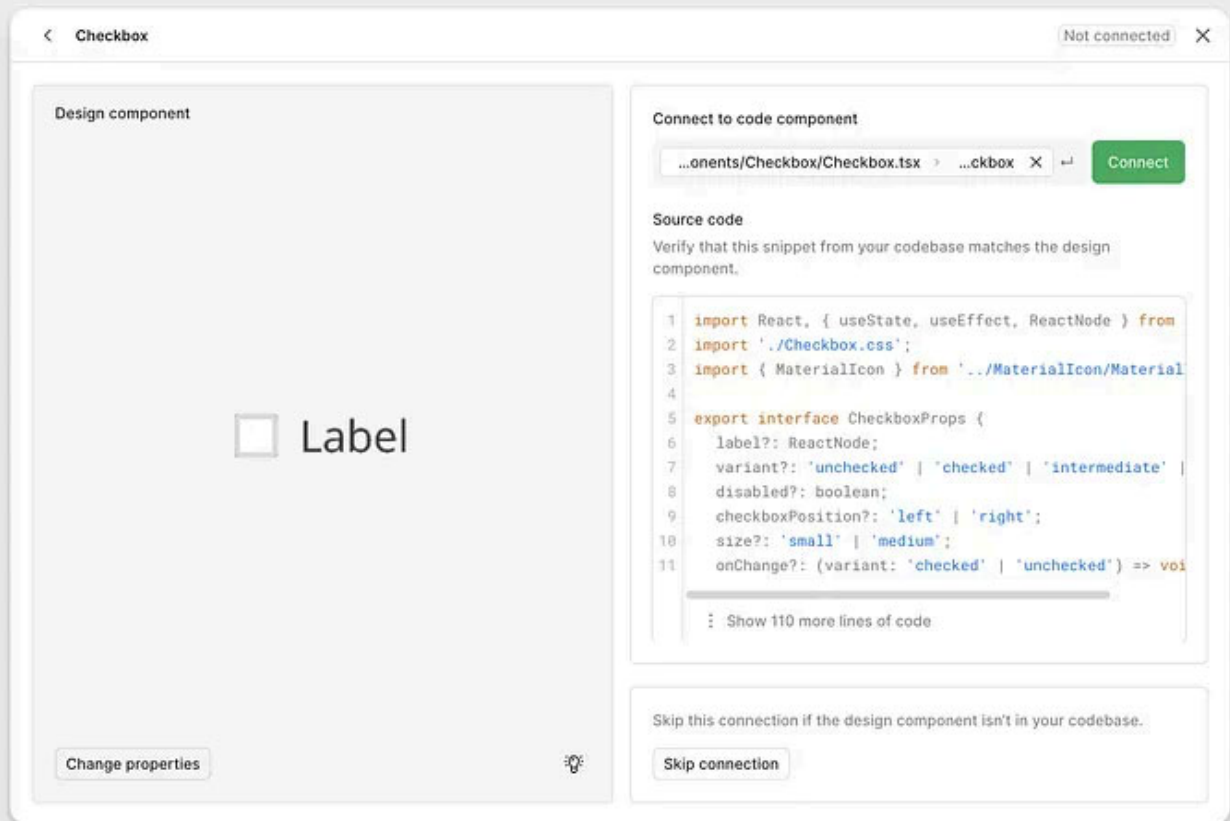 Checkbox
Not connected
Design component
Label
Change properties
Connect to code component
...onents/Checkbox/Checkbox.tsx › ...ckbox
Connect
Source code
Verify that this snippet from your codebase matches the design
component.
1 import React, { useState, useEffect, ReactNode } from
2 import './Checkbox.css';
3 import { MaterialIcon } from '../MaterialIcon/Material
4
5 export interface CheckboxProps {
6 label?: ReactNode;
7 variant?: 'unchecked' | 'checked' | 'intermediate' |
8 disabled?: boolean;
9 checkboxPosition?: 'left' | 'right';
10 size?: 'small' | 'medium';
11 onChange?: (variant: 'checked' | 'unchecked') => voi
Show 110 more lines of code
Skip this connection if the design component isn't in your codebase.
Skip connection